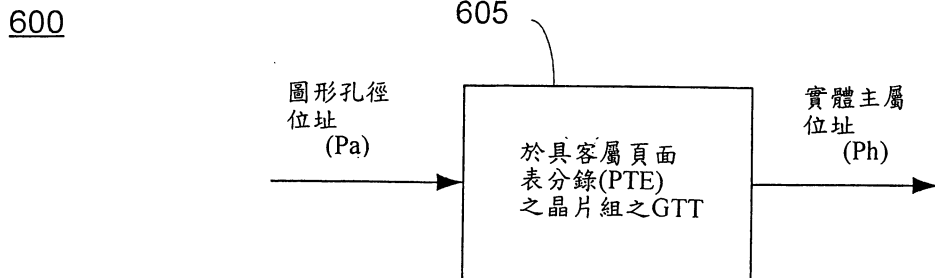 600
605
圖形孔徑
位址
(Pa)
於具客屬頁面
表分錄(PTE)
之晶片組之GTT
實體主屬
位址
(Ph)